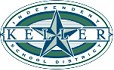 INDEPENDENT
KELLER
SCHOOL DISTRICT